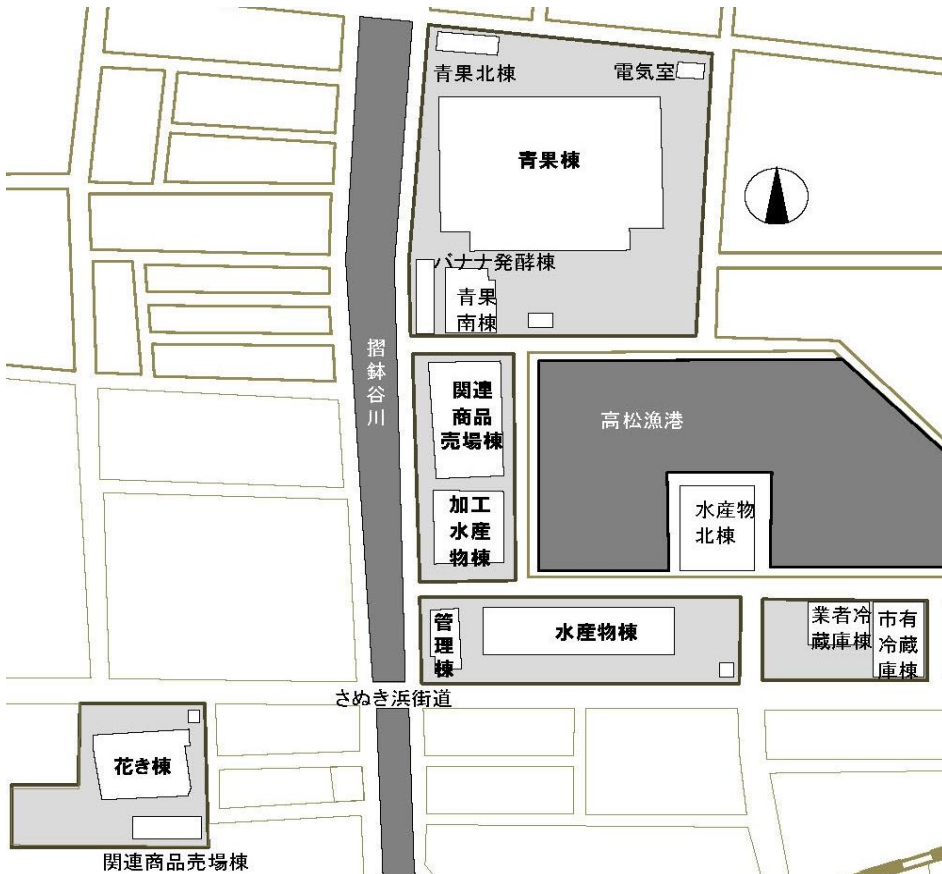 青果北棟
電気室
青果棟
バナナ発酵棟
青果
南棟
摺鉢谷川
関連
商品
売場棟
高松漁港
加工
水産
物棟
水産物
北棟
管理棟
水産物棟
業者冷
蔵庫棟
市有
冷蔵
庫棟
さぬき浜街道
花き棟
関連商品売場棟